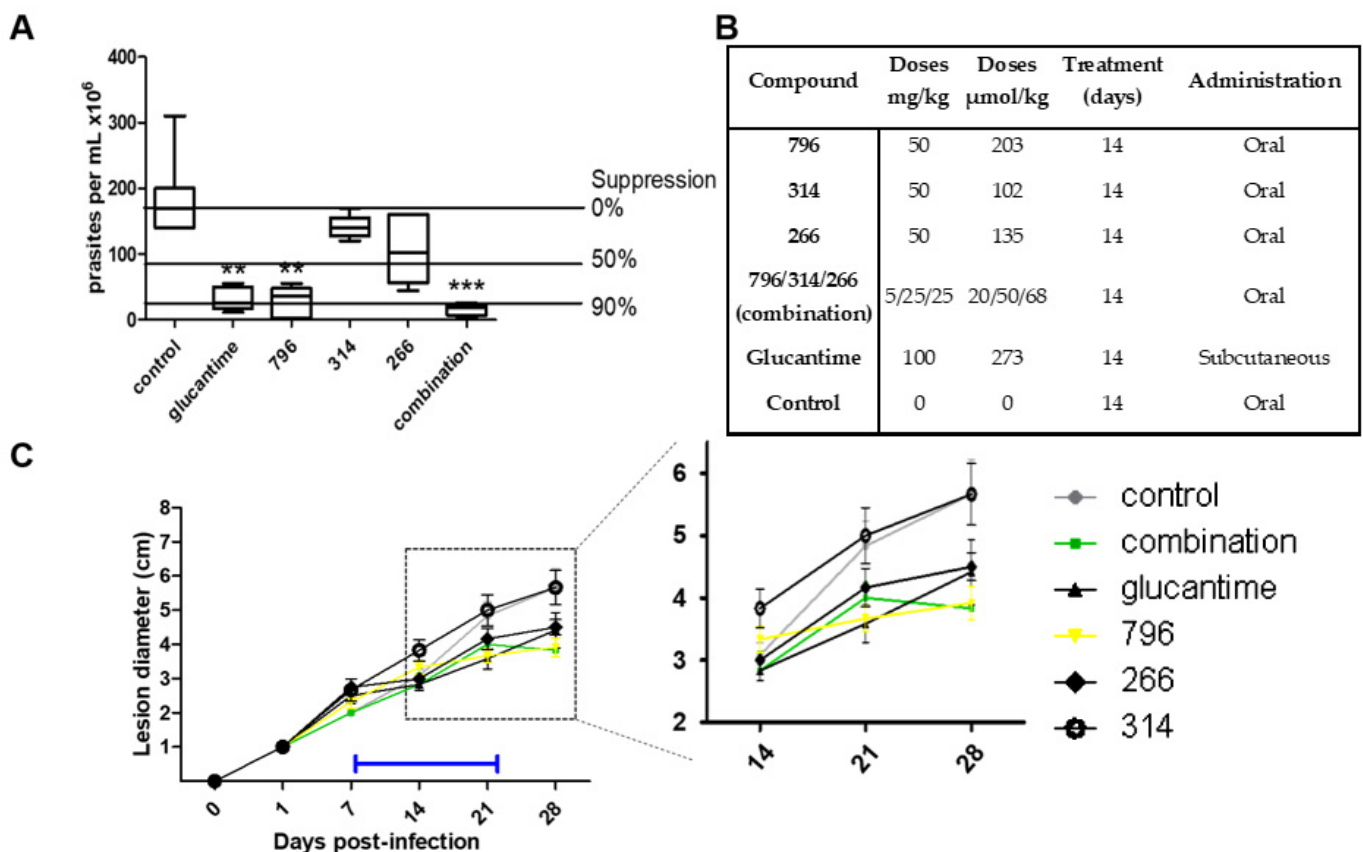 A
parasites per mL x10⁶
400
300
200
100
0
Suppression
0%
50%
90%
**
**
***
control
glucantime
796
314
266
combination
B
Compound Doses mg/kg Doses µmol/kg Treatment (days) Administration
796 50 203 14 Oral
314 50 102 14 Oral
266 50 135 14 Oral
796/314/266 (combination) 5/25/25 20/50/68 14 Oral
Glucantime 100 273 14 Subcutaneous
Control 0 0 14 Oral
C
Lesion diameter (cm)
8
7
6
5
4
3
2
1
0
1
7
14
21
28
Days post-infection
6
5
4
3
2
14
21
28
control
combination
glucantime
796
266
314